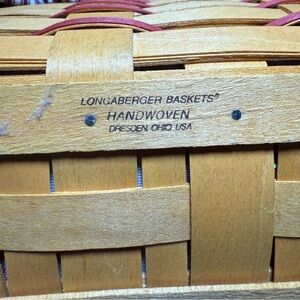 LONGABERGER BASKETS®
HANDWOVEN
DRESDEN, OHIO, USA